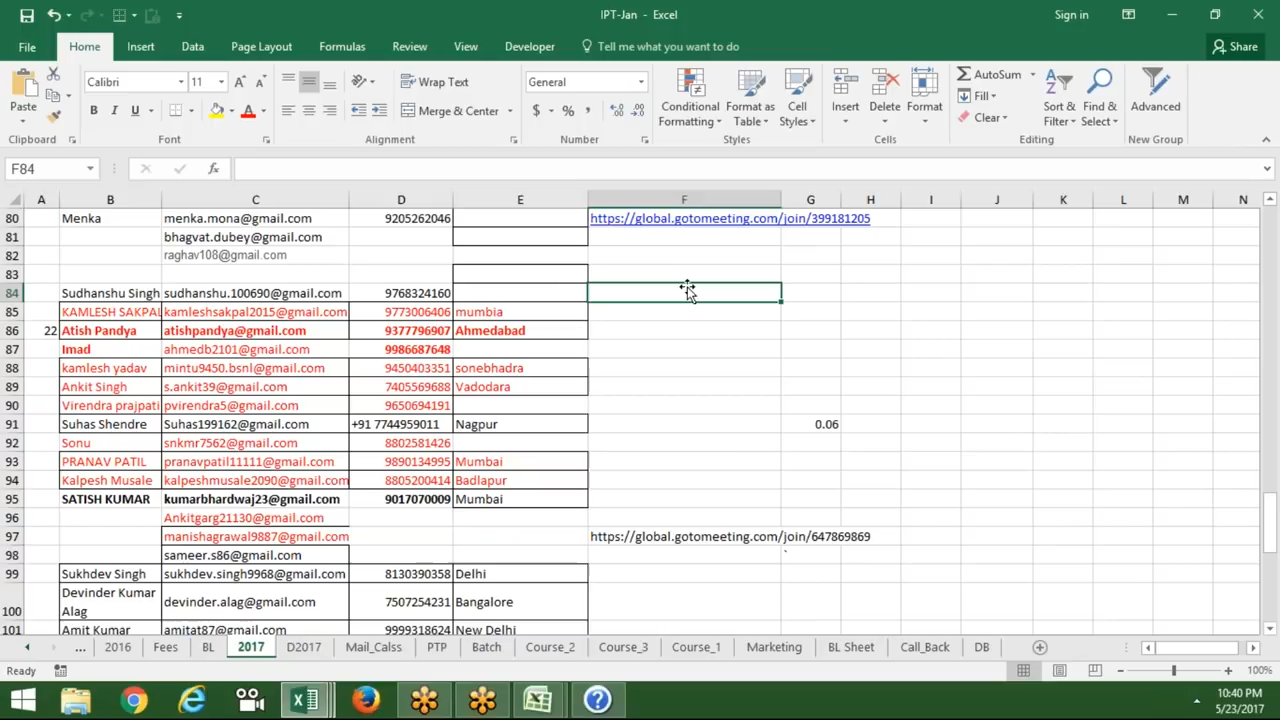 IPT-Jan - Excel
Sign in
File Home Insert Data Page Layout Formulas Review View Developer Tell me what you want to do Share
Paste
Calibri 11
B I U
Wrap Text
Merge & Center
General
$ % ,
Conditional Formatting
Format as Table
Cell Styles
Insert Delete Format
AutoSum
Fill
Clear
Sort & Filter
Find & Select
Advanced
Clipboard Font Alignment Number Styles Cells Editing New Group
F84 fx
A B C D E F G H I J K L M N
80 Menka menka.mona@gmail.com 9205262046 https://global.gotomeeting.com/join/399181205
81 bhagvat.dubey@gmail.com
82 raghav108@gmail.com
83
84 Sudhanshu Singh sudhanshu.100690@gmail.com 9768324160
85 KAMLESH SAKPAL kamleshsakpal2015@gmail.com 9773006406 mumbia
86 22 Atish Pandya atishpandya@gmail.com 9377796907 Ahmedabad
87 Imad ahmedb2101@gmail.com 9986687648
88 kamlesh yadav mintu9450.bsnl@gmail.com 9450403351 sonebhadra
89 Ankit Singh s.ankit39@gmail.com 7405569688 Vadodara
90 Virendra prajpati pvirendra5@gmail.com 9650694191
91 Suhas Shendre Suhas199162@gmail.com +91 7744959011 Nagpur 0.06
92 Sonu snkmr7562@gmail.com 8802581426
93 PRANAV PATIL pranavpatil11111@gmail.com 9890134995 Mumbai
94 Kalpesh Musale kalpeshmusale2090@gmail.com 8805200414 Badlapur
95 SATISH KUMAR kumarbhardwaj23@gmail.com 9017070009 Mumbai
96 Ankitgarg21130@gmail.com
97 manishagrawal9887@gmail.com https://global.gotomeeting.com/join/647869869
98 sameer.s86@gmail.com `
99 Sukhdev Singh sukhdev.singh9968@gmail.com 8130390358 Delhi
100 Devinder Kumar Alag devinder.alag@gmail.com 7507254231 Bangalore
101 Amit Kumar amitat87@gmail.com 9999318624 New Delhi
... 2016 Fees BL 2017 D2017 Mail_Calss PTP Batch Course_2 Course_3 Course_1 Marketing BL Sheet Call_Back DB
Ready 100%
10:40 PM
5/23/2017